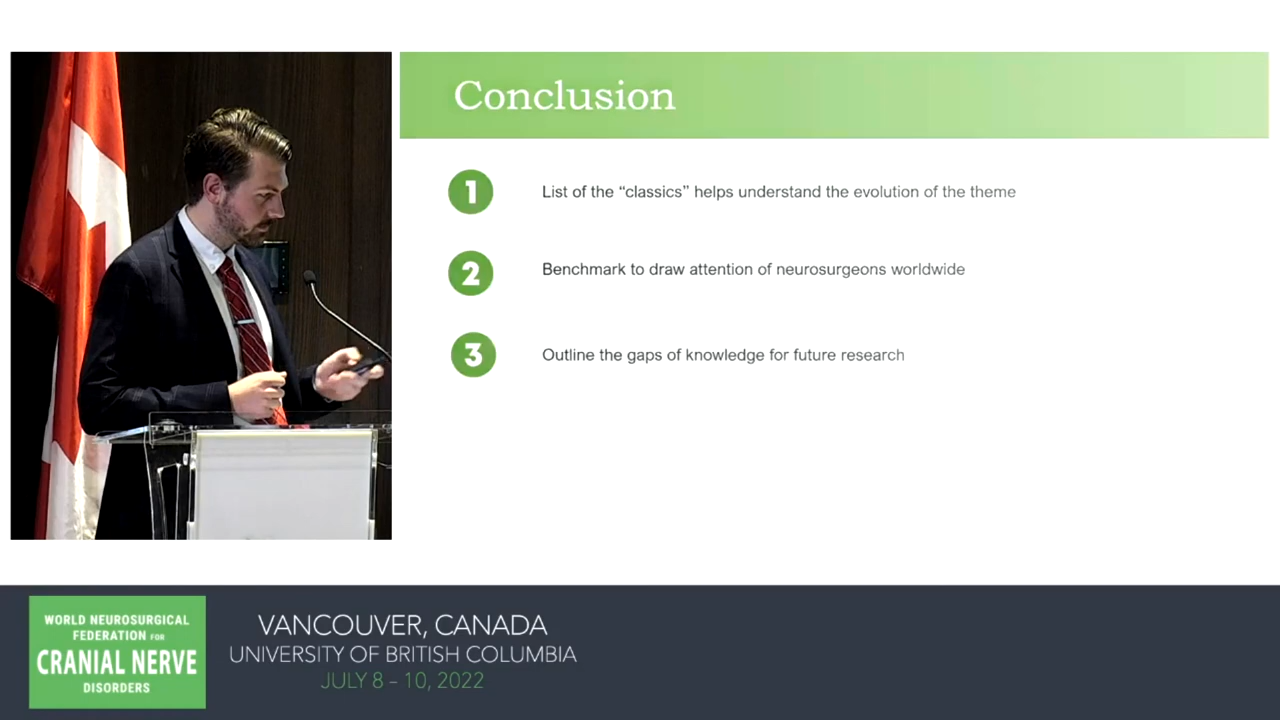 Conclusion
1 List of the “classics” helps understand the evolution of the theme
2 Benchmark to draw attention of neurosurgeons worldwide
3 Outline the gaps of knowledge for future research
WORLD NEUROSURGICAL
FEDERATION FOR
CRANIAL NERVE
DISORDERS
VANCOUVER, CANADA
UNIVERSITY OF BRITISH COLUMBIA
JULY 8 – 10, 2022